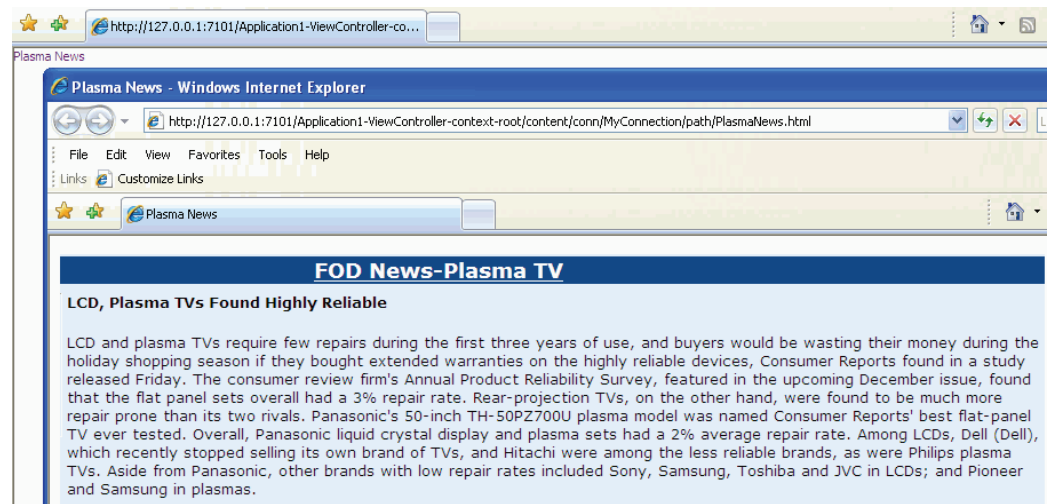 http://127.0.0.1:7101/Application1-ViewController-co...
Plasma News
Plasma News - Windows Internet Explorer
http://127.0.0.1:7101/Application1-ViewController-context-root/content/conn/MyConnection/path/PlasmaNews.html
File Edit View Favorites Tools Help
Links Customize Links
Plasma News
FOD News-Plasma TV
LCD, Plasma TVs Found Highly Reliable
LCD and plasma TVs require few repairs during the first three years of use, and buyers would be wasting their money during the
holiday shopping season if they bought extended warranties on the highly reliable devices, Consumer Reports found in a study
released Friday. The consumer review firm's Annual Product Reliability Survey, featured in the upcoming December issue, found
that the flat panel sets overall had a 3% repair rate. Rear-projection TVs, on the other hand, were found to be much more
repair prone than its two rivals. Panasonic's 50-inch TH-50PZ700U plasma model was named Consumer Reports' best flat-panel
TV ever tested. Overall, Panasonic liquid crystal display and plasma sets had a 2% average repair rate. Among LCDs, Dell (Dell),
which recently stopped selling its own brand of TVs, and Hitachi were among the less reliable brands, as were Philips plasma
TVs. Aside from Panasonic, other brands with low repair rates included Sony, Samsung, Toshiba and JVC in LCDs; and Pioneer
and Samsung in plasmas.